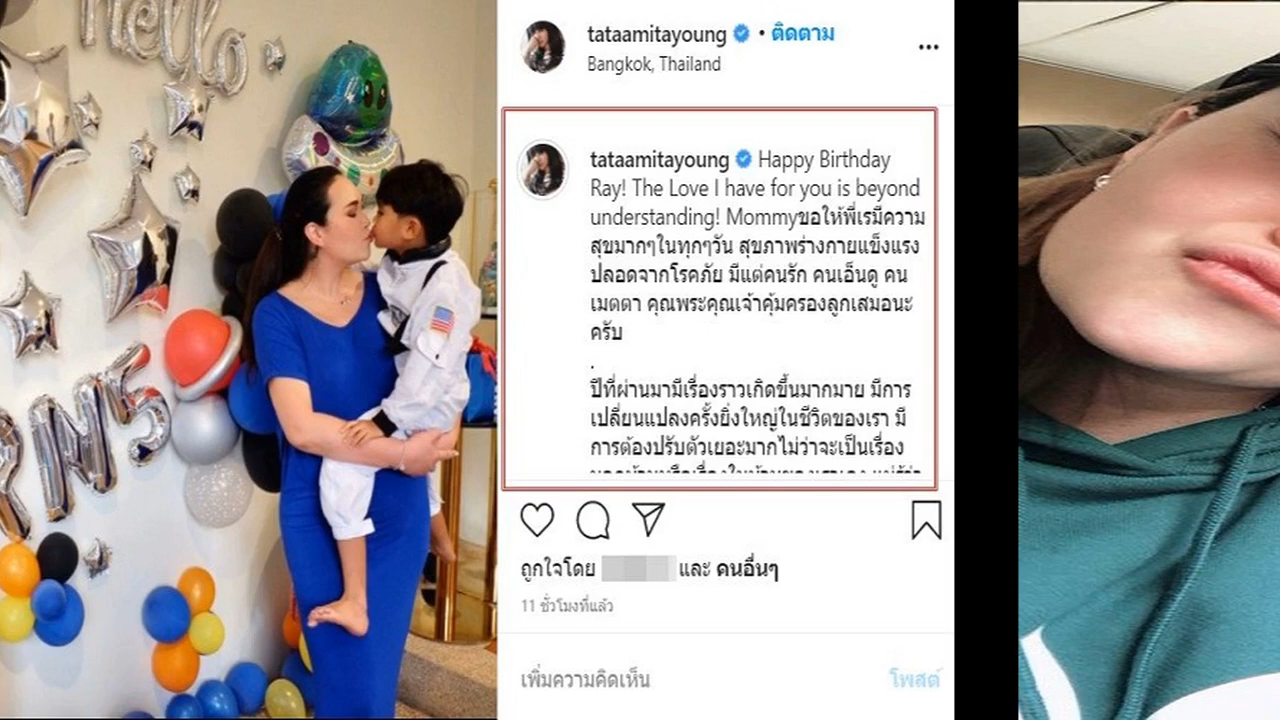 Hello
RN5
tataamitayoung • ติดตาม
Bangkok, Thailand
tataamitayoung Happy Birthday
Ray! The Love I have for you is beyond
understanding! Mommyขอให้พี่เรมีความ
สุขมากๆในทุกๆวัน สุขภาพร่างกายแข็งแรง
ปลอดจากโรคภัย มีแต่คนรัก คนเอ็นดู คน
เมตตา คุณพระคุณเจ้าคุ้มครองลูกเสมอนะ
ครับ
.
ปีที่ผ่านมามีเรื่องราวเกิดขึ้นมากมาย มีการ
เปลี่ยนแปลงครั้งยิ่งใหญ่ในชีวิตของเรา มี
การต้องปรับตัวเยอะมากไม่ว่าจะเป็นเรื่อง
ถูกใจโดย และ คนอื่นๆ
11 ชั่วโมงที่แล้ว
เพิ่มความคิดเห็น
โพสต์